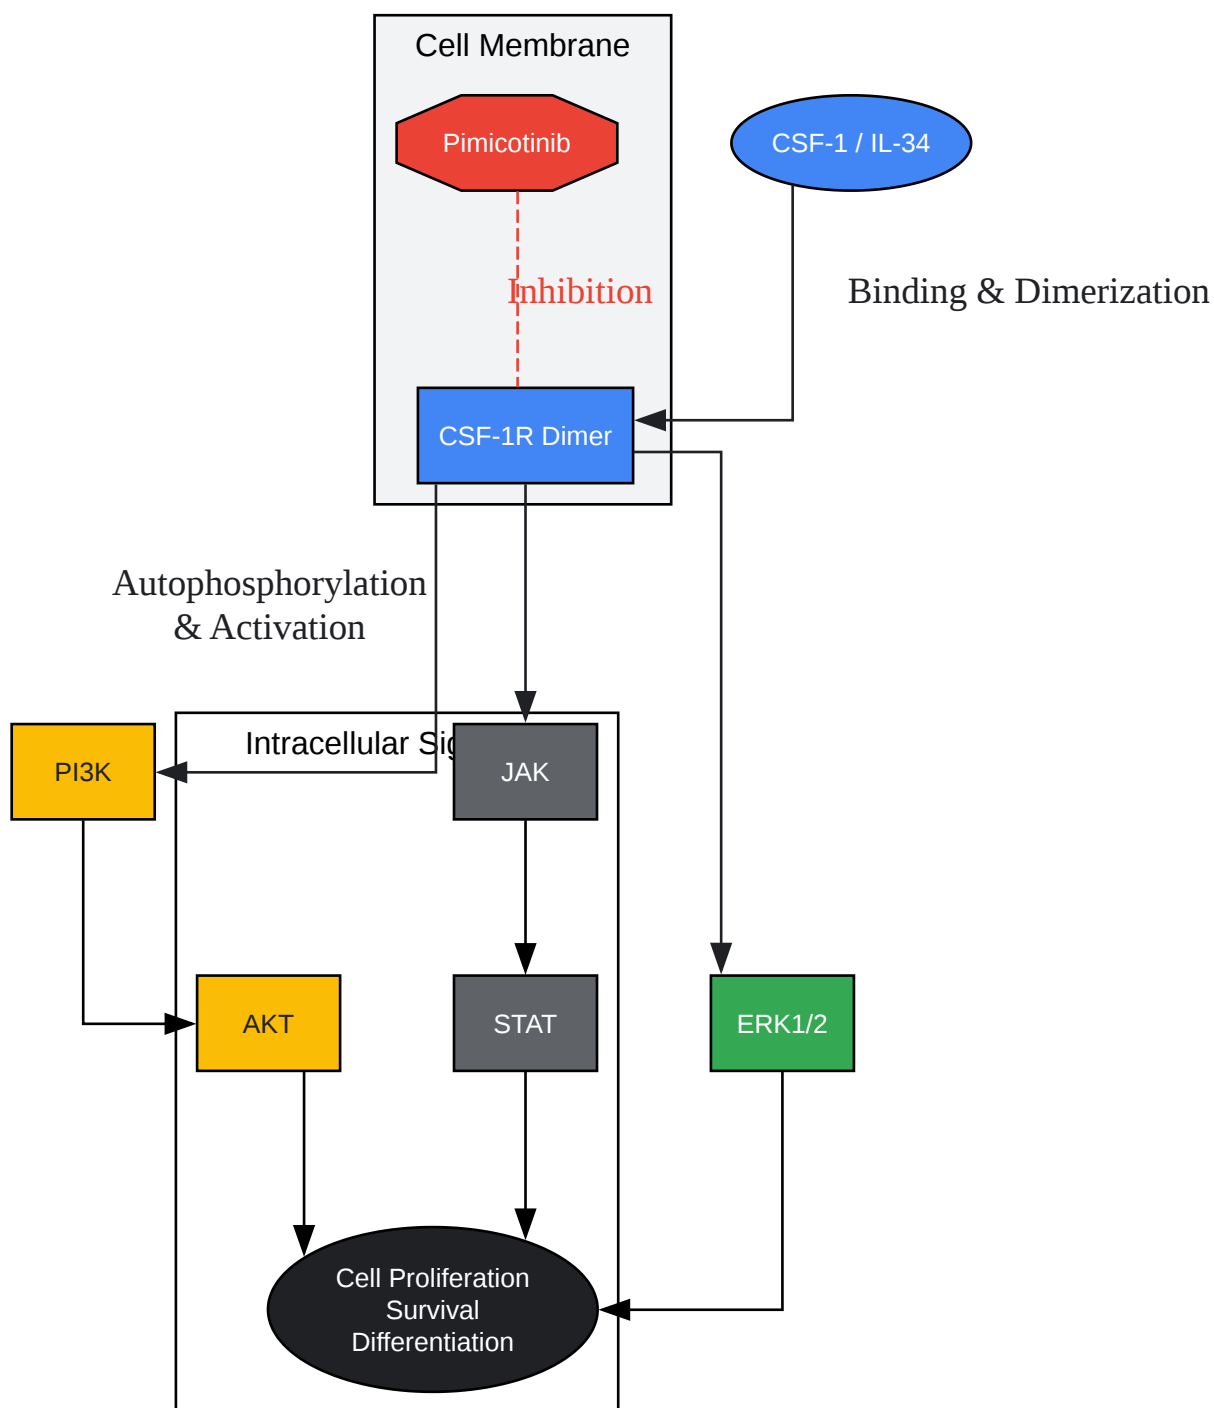 Cell Membrane
Pimicotinib
CSF-1 / IL-34
Inhibition
Binding & Dimerization
CSF-1R Dimer
Autophosphorylation
& Activation
Intracellular Sig
PI3K
JAK
AKT
STAT
ERK1/2
Cell Proliferation
Survival
Differentiation